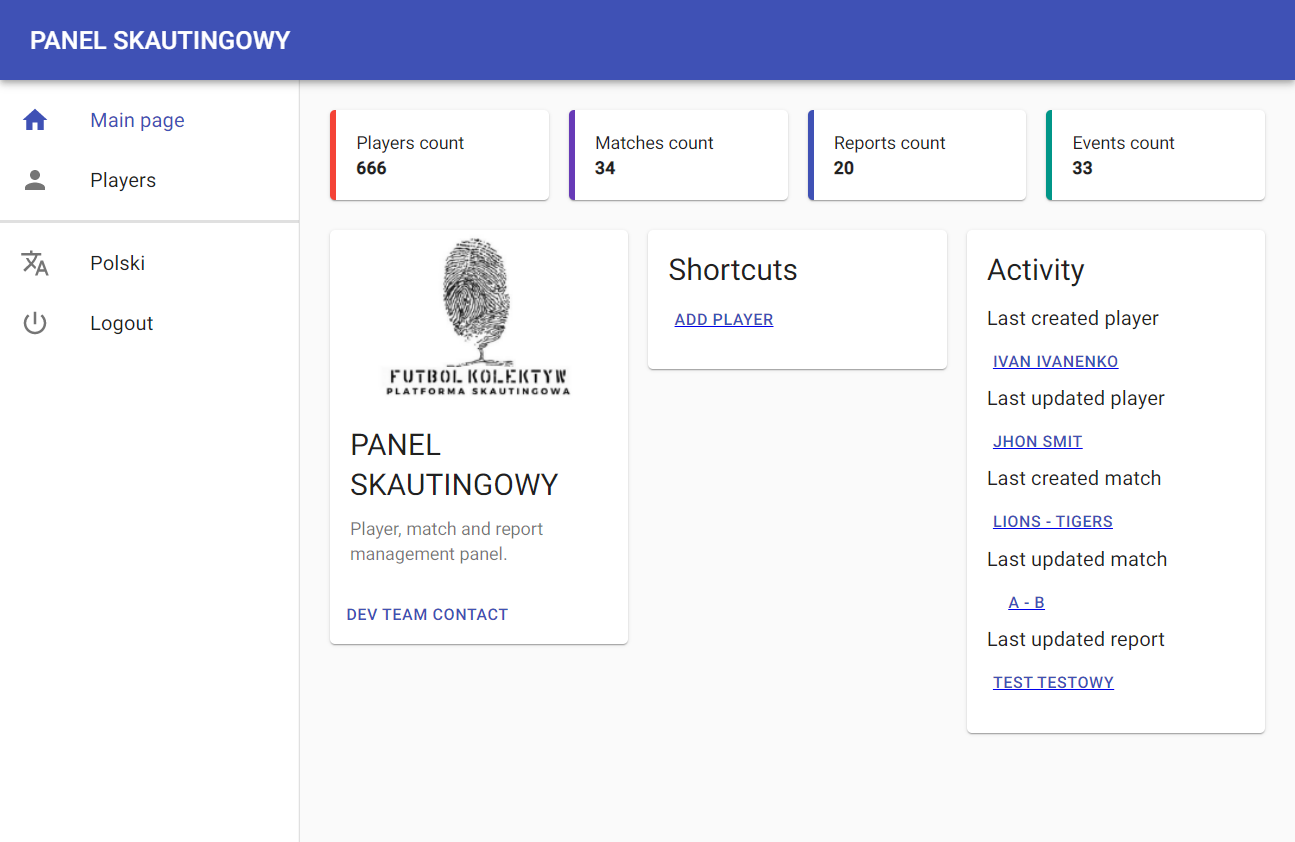 PANEL SKAUTINGOWY
Main page
Players
Polski
Logout
Players count
666
Matches count
34
Reports count
20
Events count
33
FUTBOL KOLEKTYW
PLATFORMA SKAUTINGOWA
PANEL
SKAUTINGOWY
Player, match and report
management panel.
DEV TEAM CONTACT
Shortcuts
ADD PLAYER
Activity
Last created player
IVAN IVANENKO
Last updated player
JHON SMIT
Last created match
LIONS - TIGERS
Last updated match
A - B
Last updated report
TEST TESTOWY